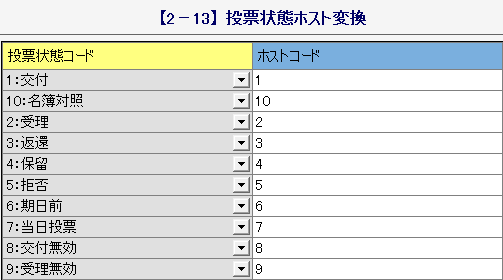 【2－13】投票状態ホスト変換
投票状態コード ホストコード
1:交付 1
10:名簿対照 10
2:受理 2
3:返還 3
4:保留 4
5:拒否 5
6:期日前 6
7:当日投票 7
8:交付無効 8
9:受理無効 9